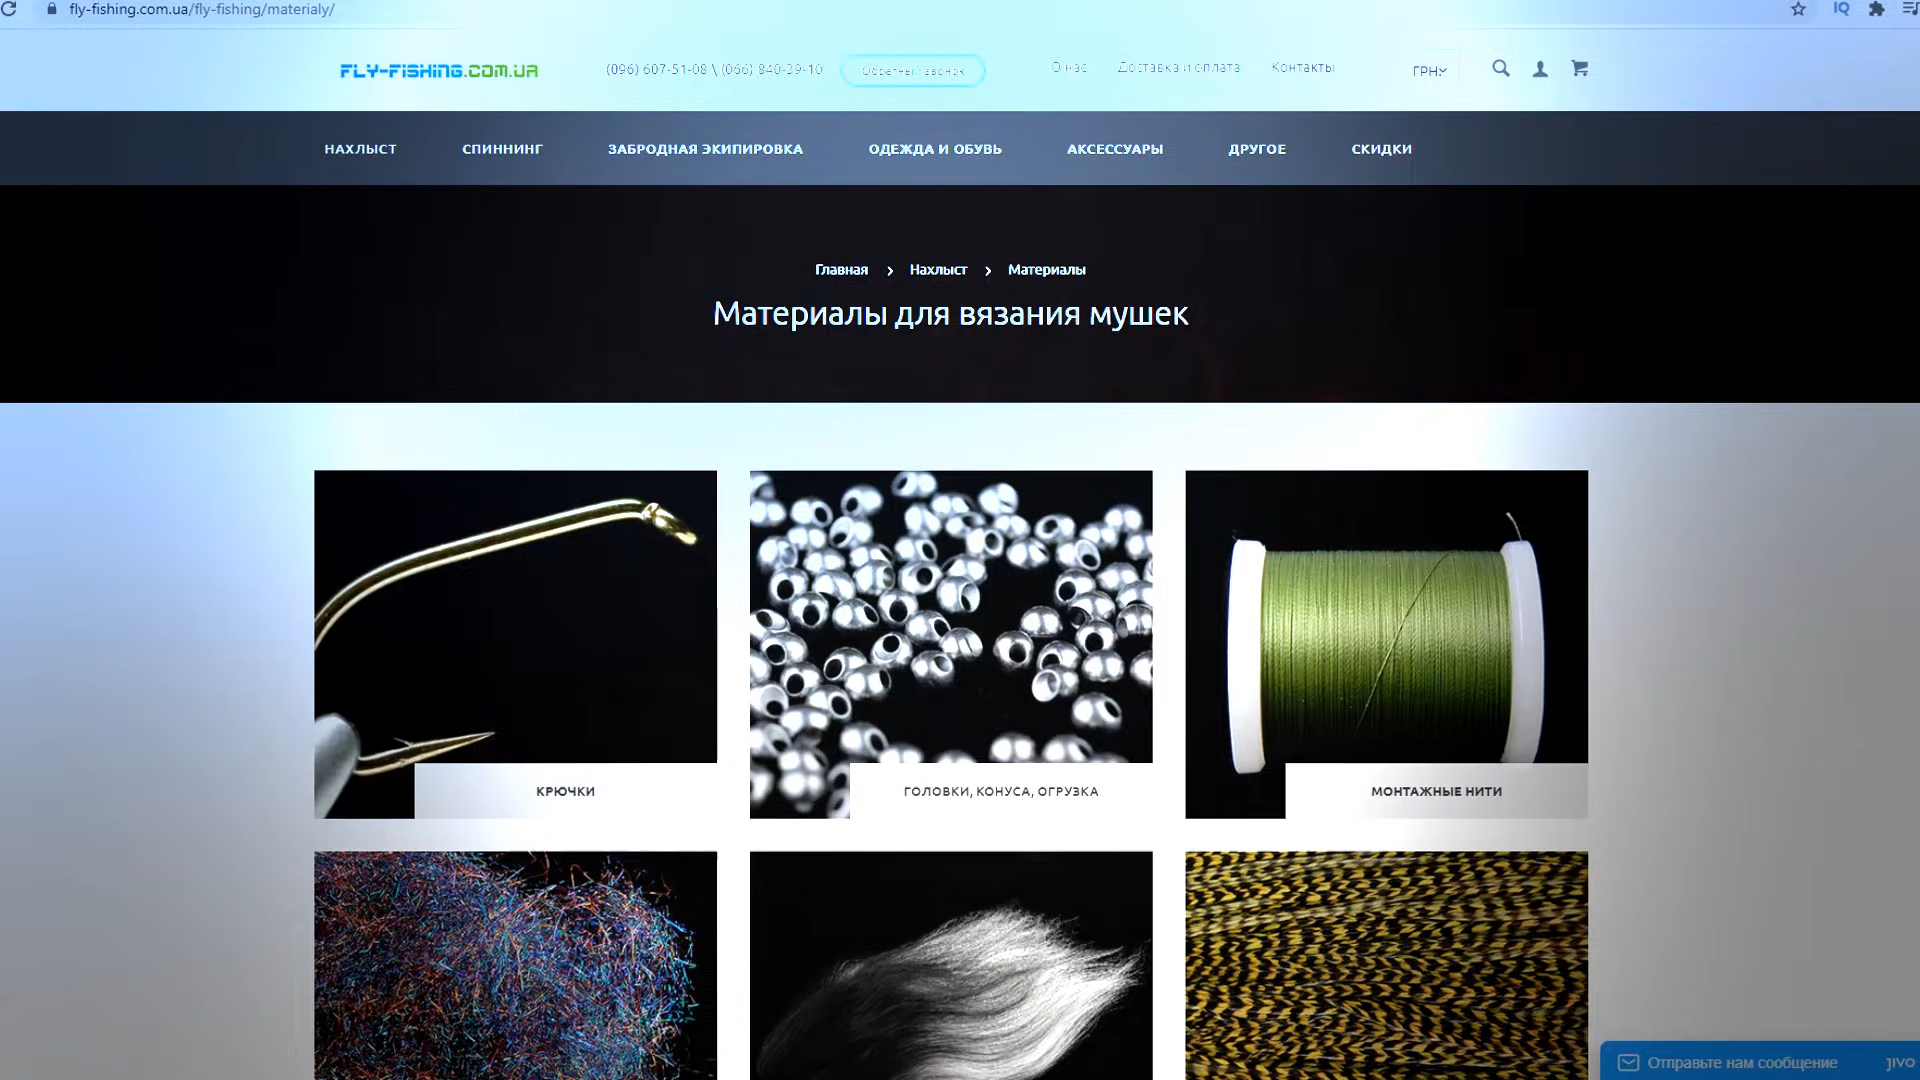 fly-fishing.com.ua/fly-fishing/materialy/
IQ
FLY-FISHING.COM.UA
(096) 607-51-08 \ (066) 840-39-10
Обратный звонок
О нас
Доставка и оплата
Контакты
ГРН
НАХЛЫСТ
СПИННИНГ
ЗАБРОДНАЯ ЭКИПИРОВКА
ОДЕЖДА И ОБУВЬ
АКСЕССУАРЫ
ДРУГОЕ
СКИДКИ
Главная > Нахлыст > Материалы
Материалы для вязания мушек
КРЮЧКИ
ГОЛОВКИ, КОНУСА, ОГРУЗКА
МОНТАЖНЫЕ НИТИ
Отправьте нам сообщение
jivo